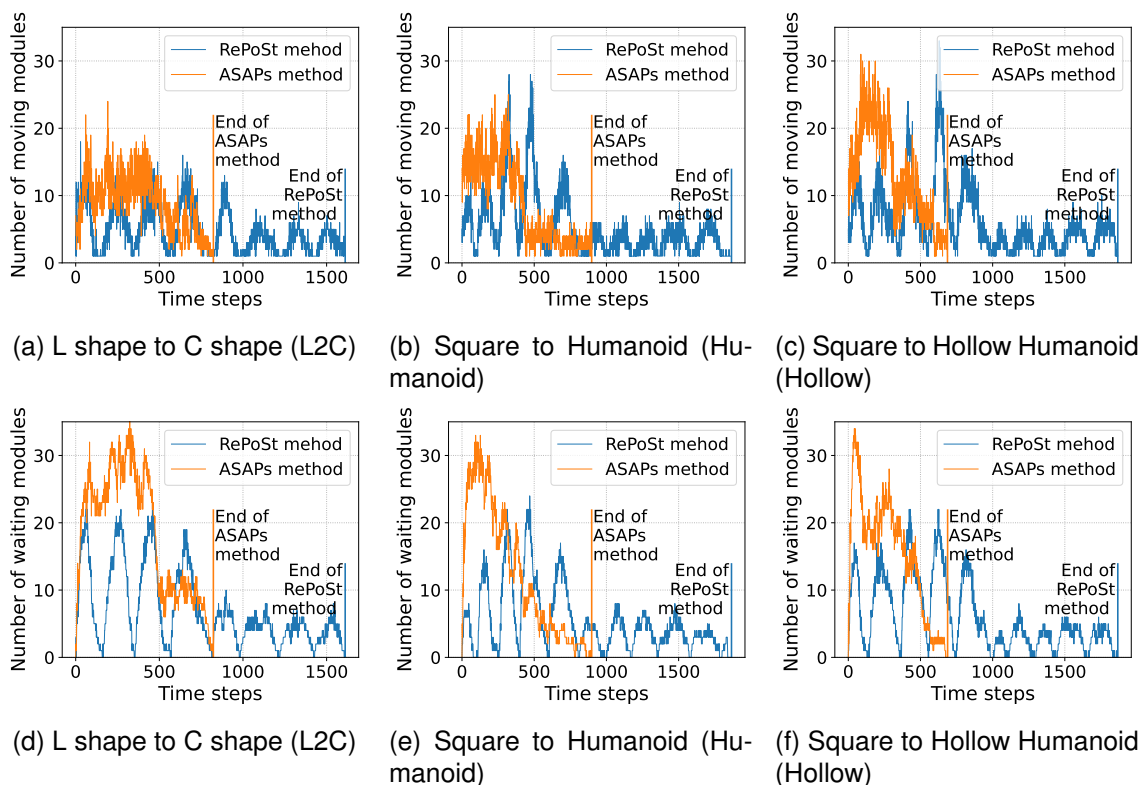 Number of moving modules
30
20
10
0
RePoSt mehod
ASAPs method
End of
ASAPs
method
End of
RePoSt
method
0
500
1000
1500
Time steps
(a) L shape to C shape (L2C)
Number of moving modules
30
20
10
0
RePoSt mehod
ASAPs method
End of
ASAPs
method
End of
RePoSt
method
0
500
1000
1500
Time steps
(b) Square to Humanoid (Hu-
manoid)
Number of moving modules
30
20
10
0
RePoSt mehod
ASAPs method
End of
ASAPs
method
End of
RePoSt
method
0
500
1000
1500
Time steps
(c) Square to Hollow Humanoid
(Hollow)
Number of waiting modules
30
20
10
0
RePoSt mehod
ASAPs method
End of
ASAPs
method
End of
RePoSt
method
0
500
1000
1500
Time steps
(d) L shape to C shape (L2C)
Number of waiting modules
30
20
10
0
RePoSt mehod
ASAPs method
End of
ASAPs
method
End of
RePoSt
method
0
500
1000
1500
Time steps
(e) Square to Humanoid (Hu-
manoid)
Number of waiting modules
30
20
10
0
RePoSt mehod
ASAPs method
End of
ASAPs
method
End of
RePoSt
method
0
500
1000
1500
Time steps
(f) Square to Hollow Humanoid
(Hollow)